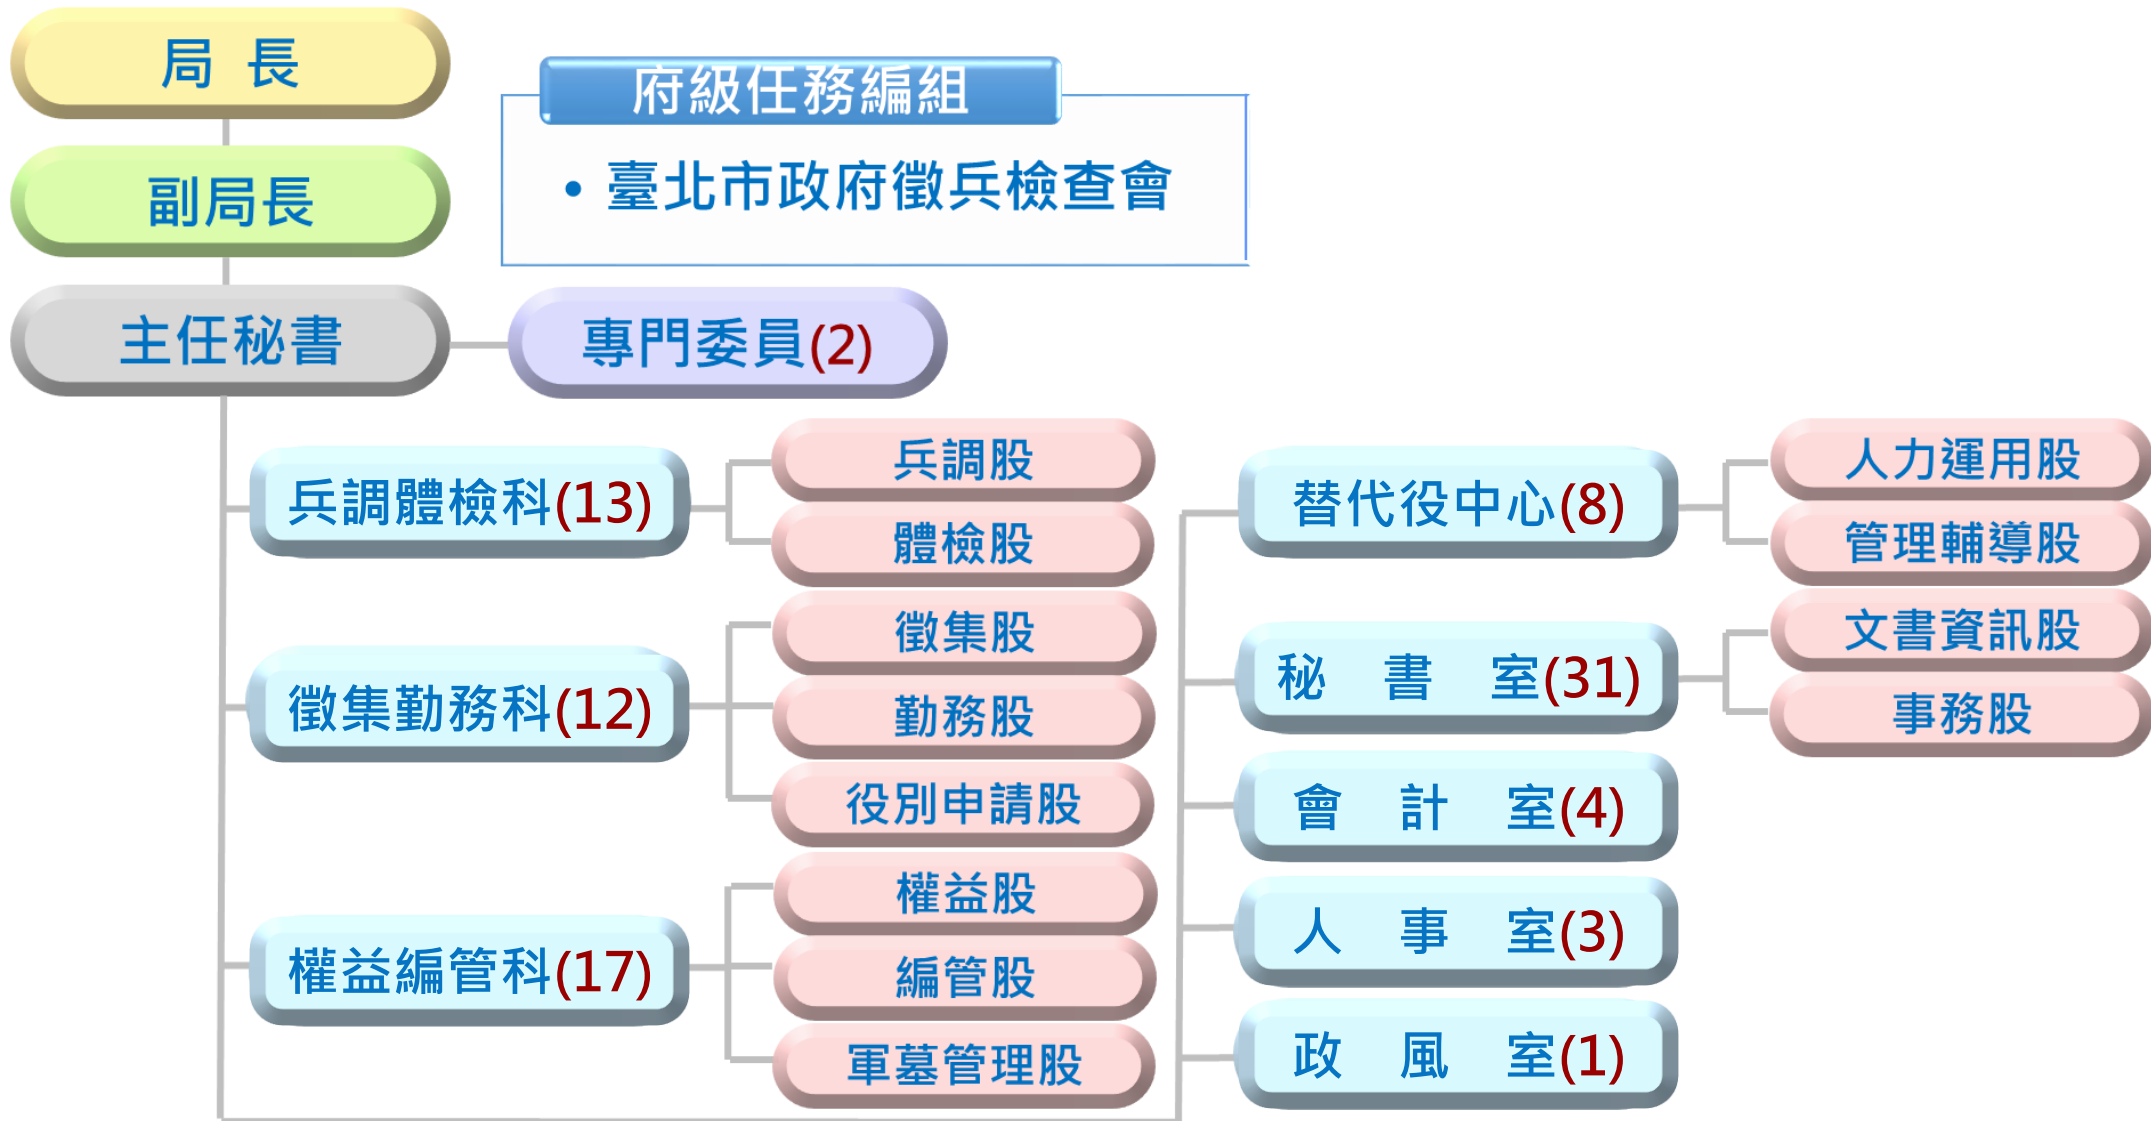 局 長
府級任務編組
• 臺北市政府徵兵檢查會
副局長
主任秘書
專門委員(2)
兵調體檢科(13)
兵調股
體檢股
徵集勤務科(12)
徵集股
勤務股
役別申請股
權益編管科(17)
權益股
編管股
軍墓管理股
替代役中心(8)
人力運用股
管理輔導股
秘 書 室(31)
文書資訊股
事務股
會 計 室(4)
人 事 室(3)
政 風 室(1)